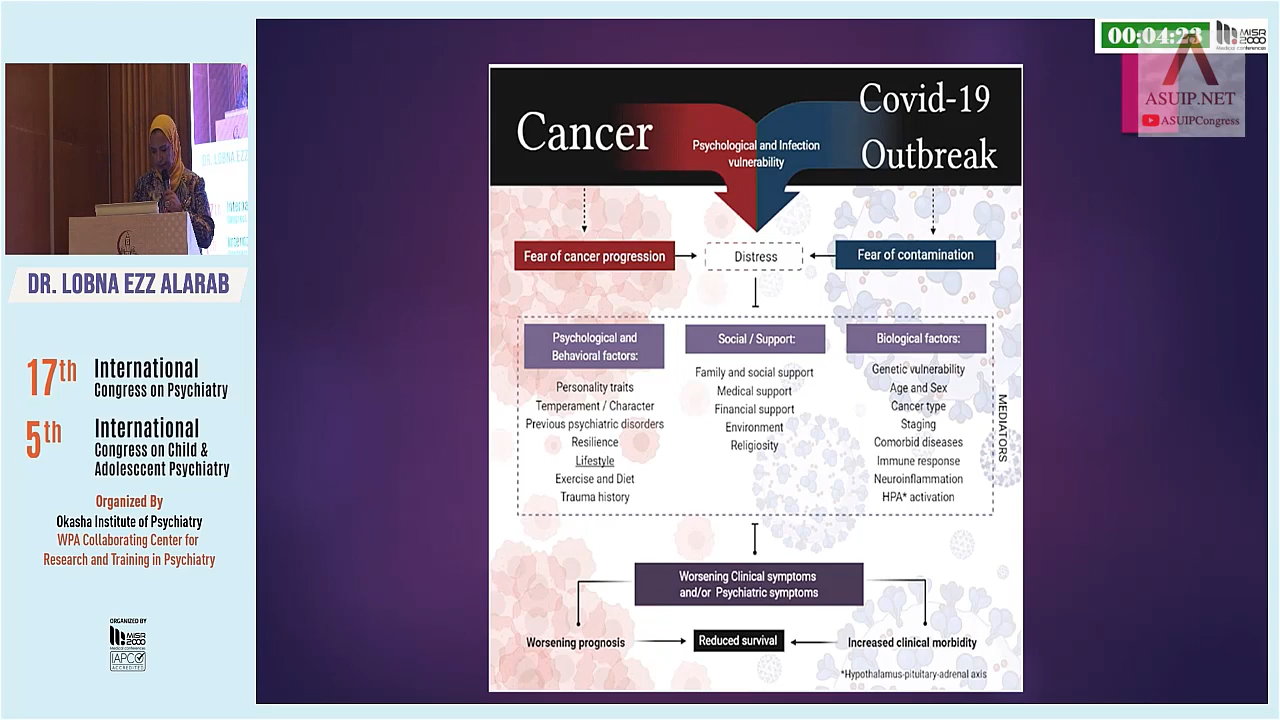 00:04:23
MISR
2000
Medical conferences
ASUIP.NET
ASUIPCongress
DR. LOBNA EZZ ALARAB
17th International
Congress on Psychiatry
5th International
Congress on Child &
Adolesccent Psychiatry
Organized By
Okasha Institute of Psychiatry
WPA Collaborating Center for
Research and Training in Psychiatry
ORGANIZED BY
MISR
2000
Medical conferences
IAPCO
ACCREDITED
Cancer
Covid-19
Outbreak
Psychological and Infection
vulnerability
Fear of cancer progression
Distress
Fear of contamination
Psychological and
Behavioral factors:
Personality traits
Temperament / Character
Previous psychiatric disorders
Resilience
Lifestyle
Exercise and Diet
Trauma history
Social / Support:
Family and social support
Medical support
Financial support
Environment
Religiosity
Biological factors:
Genetic vulnerability
Age and Sex
Cancer type
Staging
Comorbid diseases
Immune response
Neuroinflammation
HPA* activation
MEDIATORS
Worsening Clinical symptoms
and/or Psychiatric symptoms
Worsening prognosis
Reduced survival
Increased clinical morbidity
*Hypothalamus-pituitary-adrenal axis